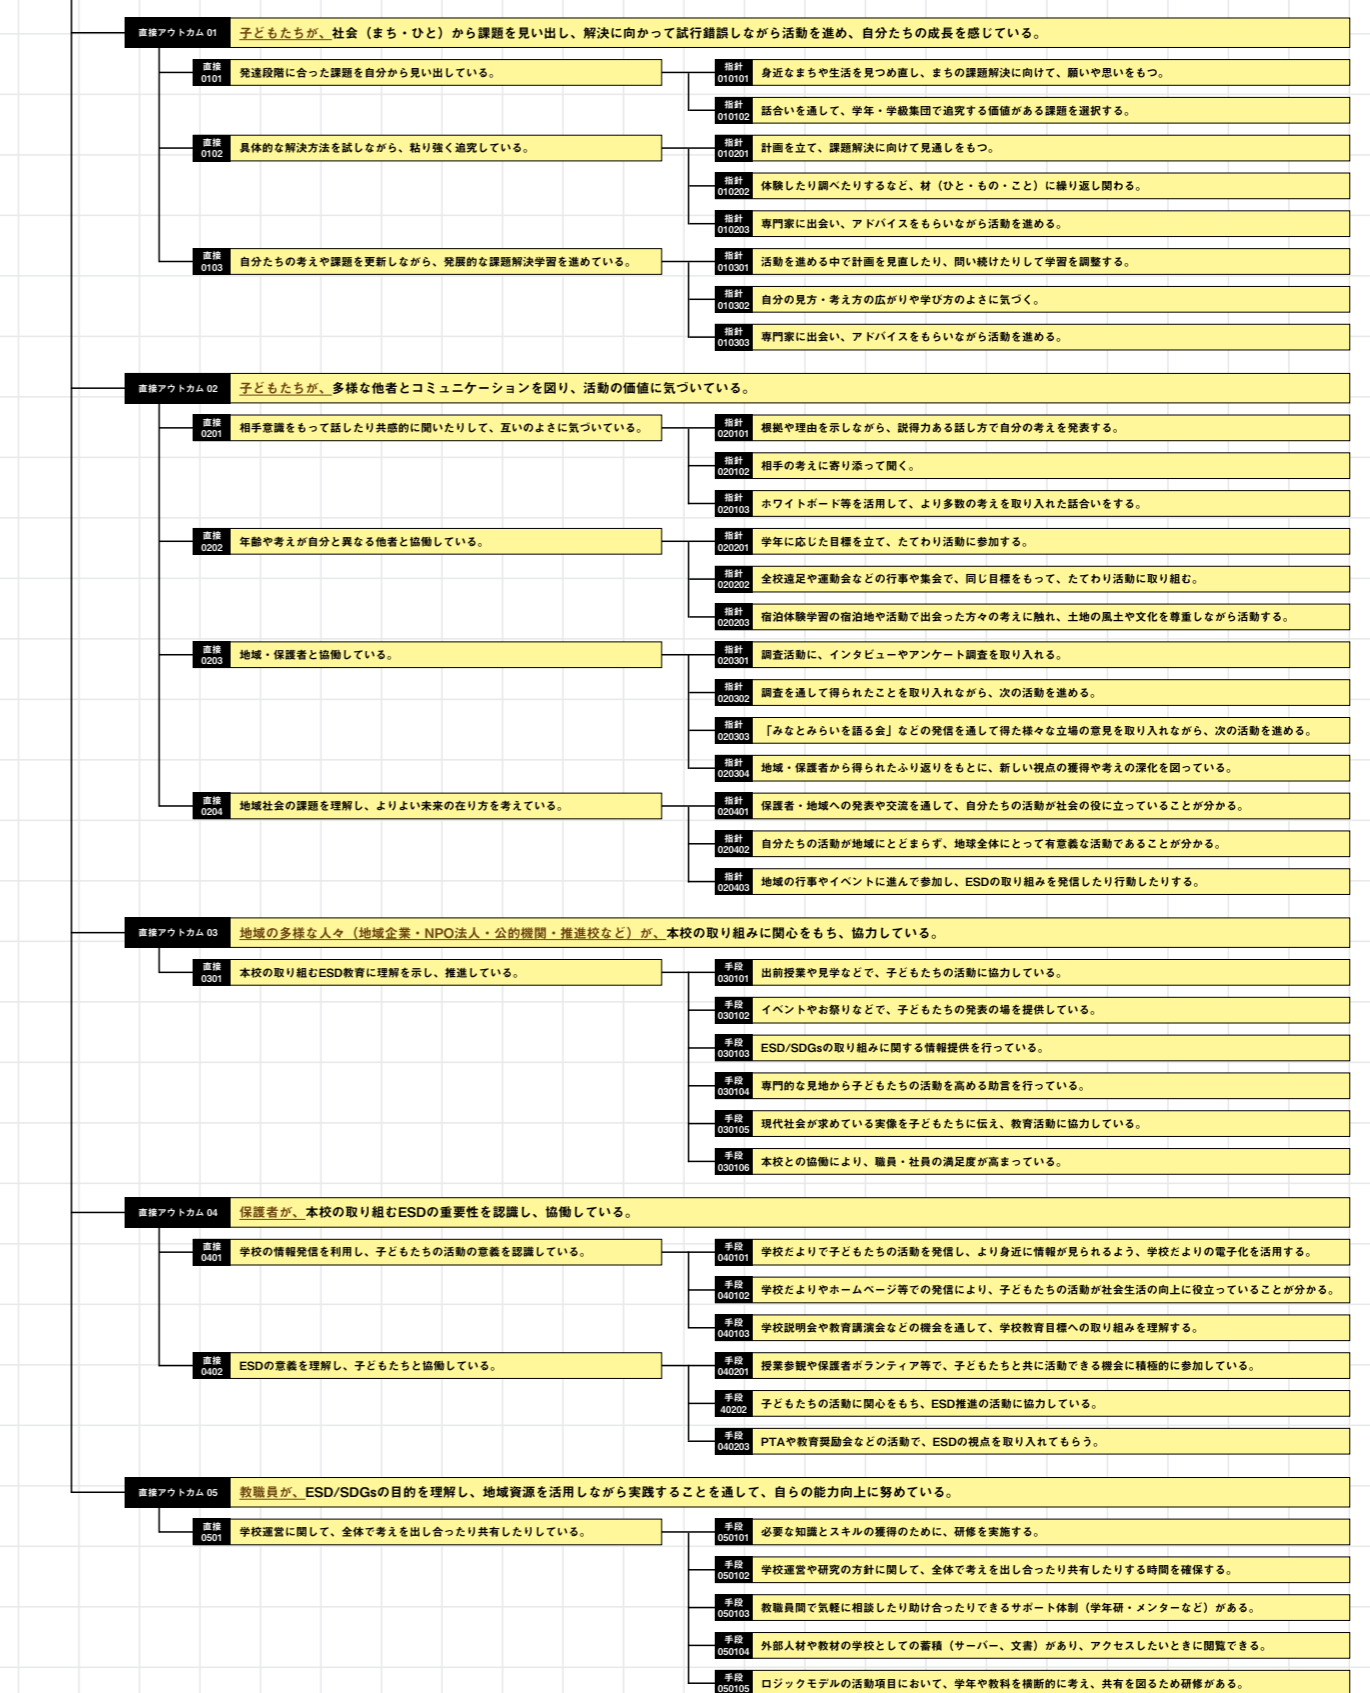 直接アウトカム 01
子どもたちが、社会（まち・ひと）から課題を見い出し、解決に向かって試行錯誤しながら活動を進め、自分たちの成長を感じている。
直接
0101
発達段階に合った課題を自分から見い出している。
指針
010101
身近なまちや生活を見つめ直し、まちの課題解決に向けて、願いや思いをもつ。
指針
010102
話合いを通して、学年・学級集団で追究する価値がある課題を選択する。
直接
0102
具体的な解決方法を試しながら、粘り強く追究している。
指針
010201
計画を立て、課題解決に向けて見通しをもつ。
指針
010202
体験したり調べたりするなど、材（ひと・もの・こと）に繰り返し関わる。
指針
010203
専門家に出会い、アドバイスをもらいながら活動を進める。
直接
0103
自分たちの考えや課題を更新しながら、発展的な課題解決学習を進めている。
指針
010301
活動を進める中で計画を見直したり、問い続けたりして学習を調整する。
指針
010302
自分の見方・考え方の広がりや学び方のよさに気づく。
指針
010303
専門家に出会い、アドバイスをもらいながら活動を進める。
直接アウトカム 02
子どもたちが、多様な他者とコミュニケーションを図り、活動の価値に気づいている。
直接
0201
相手意識をもって話したり共感的に聞いたりして、互いのよさに気づいている。
指針
020101
根拠や理由を示しながら、説得力ある話し方で自分の考えを発表する。
指針
020102
相手の考えに寄り添って聞く。
指針
020103
ホワイトボード等を活用して、より多数の考えを取り入れた話合いをする。
直接
0202
年齢や考えが自分と異なる他者と協働している。
指針
020201
学年に応じた目標を立て、たてわり活動に参加する。
指針
020202
全校遠足や運動会などの行事や集会で、同じ目標をもって、たてわり活動に取り組む。
指針
020203
宿泊体験学習の宿泊地や活動で出会った方々の考えに触れ、土地の風土や文化を尊重しながら活動する。
直接
0203
地域・保護者と協働している。
指針
020301
調査活動に、インタビューやアンケート調査を取り入れる。
指針
020302
調査を通して得られたことを取り入れながら、次の活動を進める。
指針
020303
「みなとみらいを語る会」などの発信を通して得た様々な立場の意見を取り入れながら、次の活動を進める。
指針
020304
地域・保護者から得られたふり返りをもとに、新しい視点の獲得や考えの深化を図っている。
直接
0204
地域社会の課題を理解し、よりよい未来の在り方を考えている。
指針
020401
保護者・地域への発表や交流を通して、自分たちの活動が社会の役に立っていることが分かる。
指針
020402
自分たちの活動が地域にとどまらず、地球全体にとって有意義な活動であることが分かる。
指針
020403
地域の行事やイベントに進んで参加し、ESDの取り組みを発信したり行動したりする。
直接アウトカム 03
地域の多様な人々（地域企業・NPO法人・公的機関・推進校など）が、本校の取り組みに関心をもち、協力している。
直接
0301
本校の取り組むESD教育に理解を示し、推進している。
手段
030101
出前授業や見学などで、子どもたちの活動に協力している。
手段
030102
イベントやお祭りなどで、子どもたちの発表の場を提供している。
手段
030103
ESD/SDGsの取り組みに関する情報提供を行っている。
手段
030104
専門的な見地から子どもたちの活動を高める助言を行っている。
手段
030105
現代社会が求めている実像を子どもたちに伝え、教育活動に協力している。
手段
030106
本校との協働により、職員・社員の満足度が高まっている。
直接アウトカム 04
保護者が、本校の取り組むESDの重要性を認識し、協働している。
直接
0401
学校の情報発信を利用し、子どもたちの活動の意義を認識している。
手段
040101
学校だよりで子どもたちの活動を発信し、より身近に情報が見られるよう、学校だよりの電子化を活用する。
手段
040102
学校だよりやホームページ等での発信により、子どもたちの活動が社会生活の向上に役立っていることが分かる。
手段
040103
学校説明会や教育講演会などの機会を通して、学校教育目標への取り組みを理解する。
直接
0402
ESDの意義を理解し、子どもたちと協働している。
手段
040201
授業参観や保護者ボランティア等で、子どもたちと共に活動できる機会に積極的に参加している。
手段
40202
子どもたちの活動に関心をもち、ESD推進の活動に協力している。
手段
040203
PTAや教育奨励会などの活動で、ESDの視点を取り入れてもらう。
直接アウトカム 05
教職員が、ESD/SDGsの目的を理解し、地域資源を活用しながら実践することを通して、自らの能力向上に努めている。
直接
0501
学校運営に関して、全体で考えを出し合ったり共有したりしている。
手段
050101
必要な知識とスキルの獲得のために、研修を実施する。
手段
050102
学校運営や研究の方針に関して、全体で考えを出し合ったり共有したりする時間を確保する。
手段
050103
教職員間で気軽に相談したり助け合ったりできるサポート体制（学年研・メンターなど）がある。
手段
050104
外部人材や教材の学校としての蓄積（サーバー、文書）があり、アクセスしたいときに閲覧できる。
手段
050105
ロジックモデルの活動項目において、学年や教科を横断的に考え、共有を図るため研修がある。